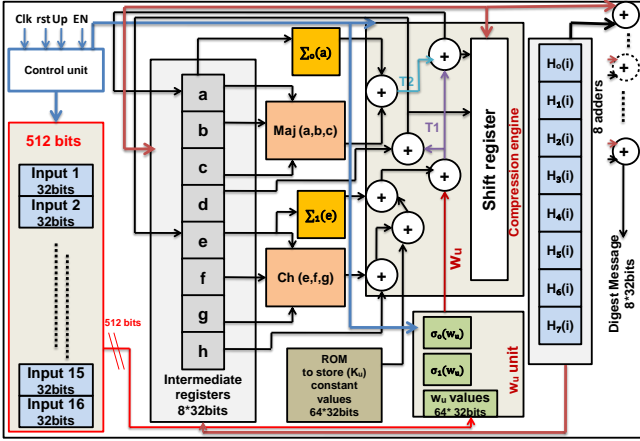 Clk rst Up EN
Control unit
512 bits
Input 1
32bits
Input 2
32bits
Input 15
32bits
Input 16
32bits
512 bits
a
b
c
d
e
f
g
h
Intermediate
registers
8*32bits
∑₀(a)
Maj (a,b,c)
∑₁(e)
Ch (e,f,g)
ROM
to store (Kᵤ)
constant
values
64*32bits
+
+
+
+
+
+
+
T2
T1
Wᵤ
Shift register
Compression engine
σ₀(wᵤ)
σ₁(wᵤ)
wᵤ values
64* 32bits
wᵤ unit
H₀(i)
H₁(i)
H₂(i)
H₃(i)
H₄(i)
H₅(i)
H₆(i)
H₇(i)
8 adders
+
+
+
Digest Message
8*32bits